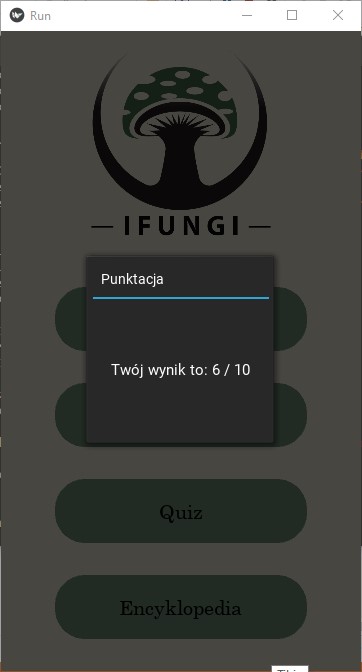 Run
IFUNGI
Punktacja
Twój wynik to: 6 / 10
Quiz
Encyklopedia